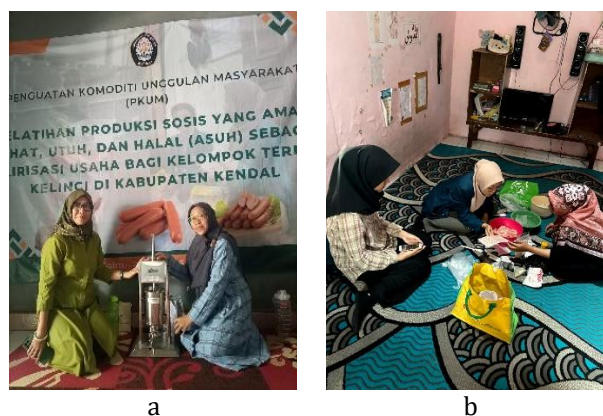 PENGUATAN KOMODITI UNGGULAN MASYARAKAT
(PKUM)
ELATIHAN PRODUKSI SOSIS YANG AMA
HAT, UTUH, DAN HALAL (ASUH) SEBAG
LIRISASI USAHA BAGI KELOMPOK TER
KELINCI DI KABUPATEN KENDAL
a
b